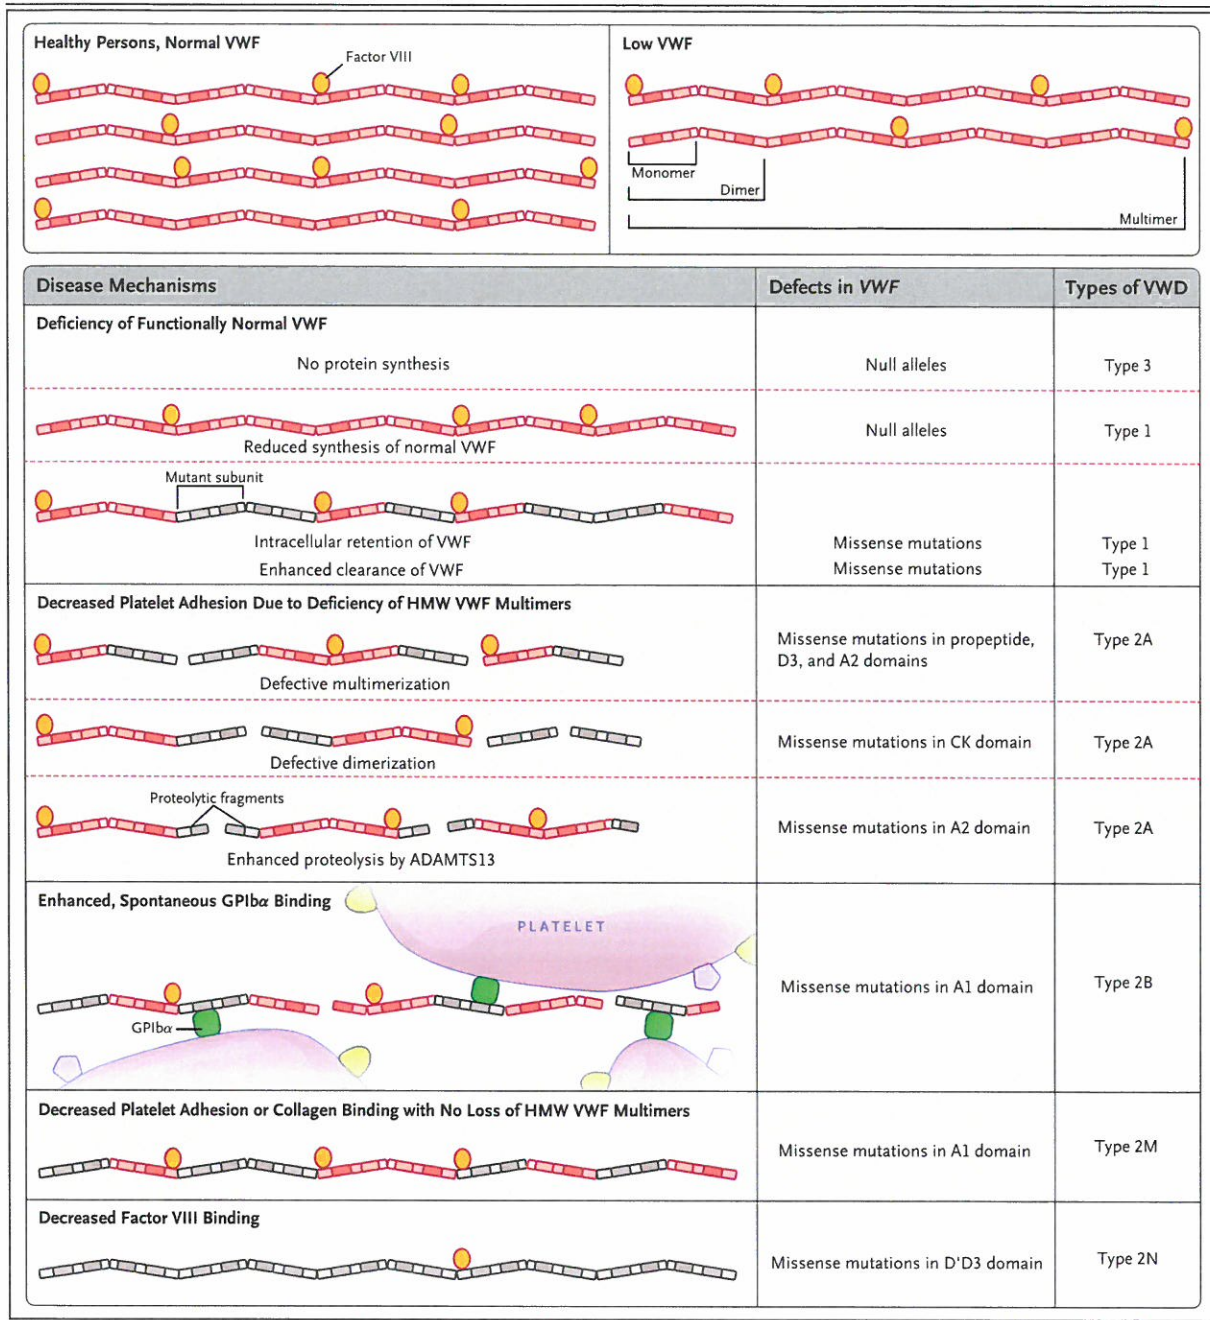 Healthy Persons, Normal VWF
Factor VIII
Low VWF
Monomer
Dimer
Multimer
Disease Mechanisms
Defects in VWF
Types of VWD
Deficiency of Functionally Normal VWF
No protein synthesis
Null alleles
Type 3
Reduced synthesis of normal VWF
Null alleles
Type 1
Mutant subunit
Intracellular retention of VWF
Missense mutations
Type 1
Enhanced clearance of VWF
Missense mutations
Type 1
Decreased Platelet Adhesion Due to Deficiency of HMW VWF Multimers
Defective multimerization
Missense mutations in propeptide,
D3, and A2 domains
Type 2A
Defective dimerization
Missense mutations in CK domain
Type 2A
Proteolytic fragments
Enhanced proteolysis by ADAMTS13
Missense mutations in A2 domain
Type 2A
Enhanced, Spontaneous GPIbα Binding
PLATELET
GPIbα
Missense mutations in A1 domain
Type 2B
Decreased Platelet Adhesion or Collagen Binding with No Loss of HMW VWF Multimers
Missense mutations in A1 domain
Type 2M
Decreased Factor VIII Binding
Missense mutations in D'D3 domain
Type 2N